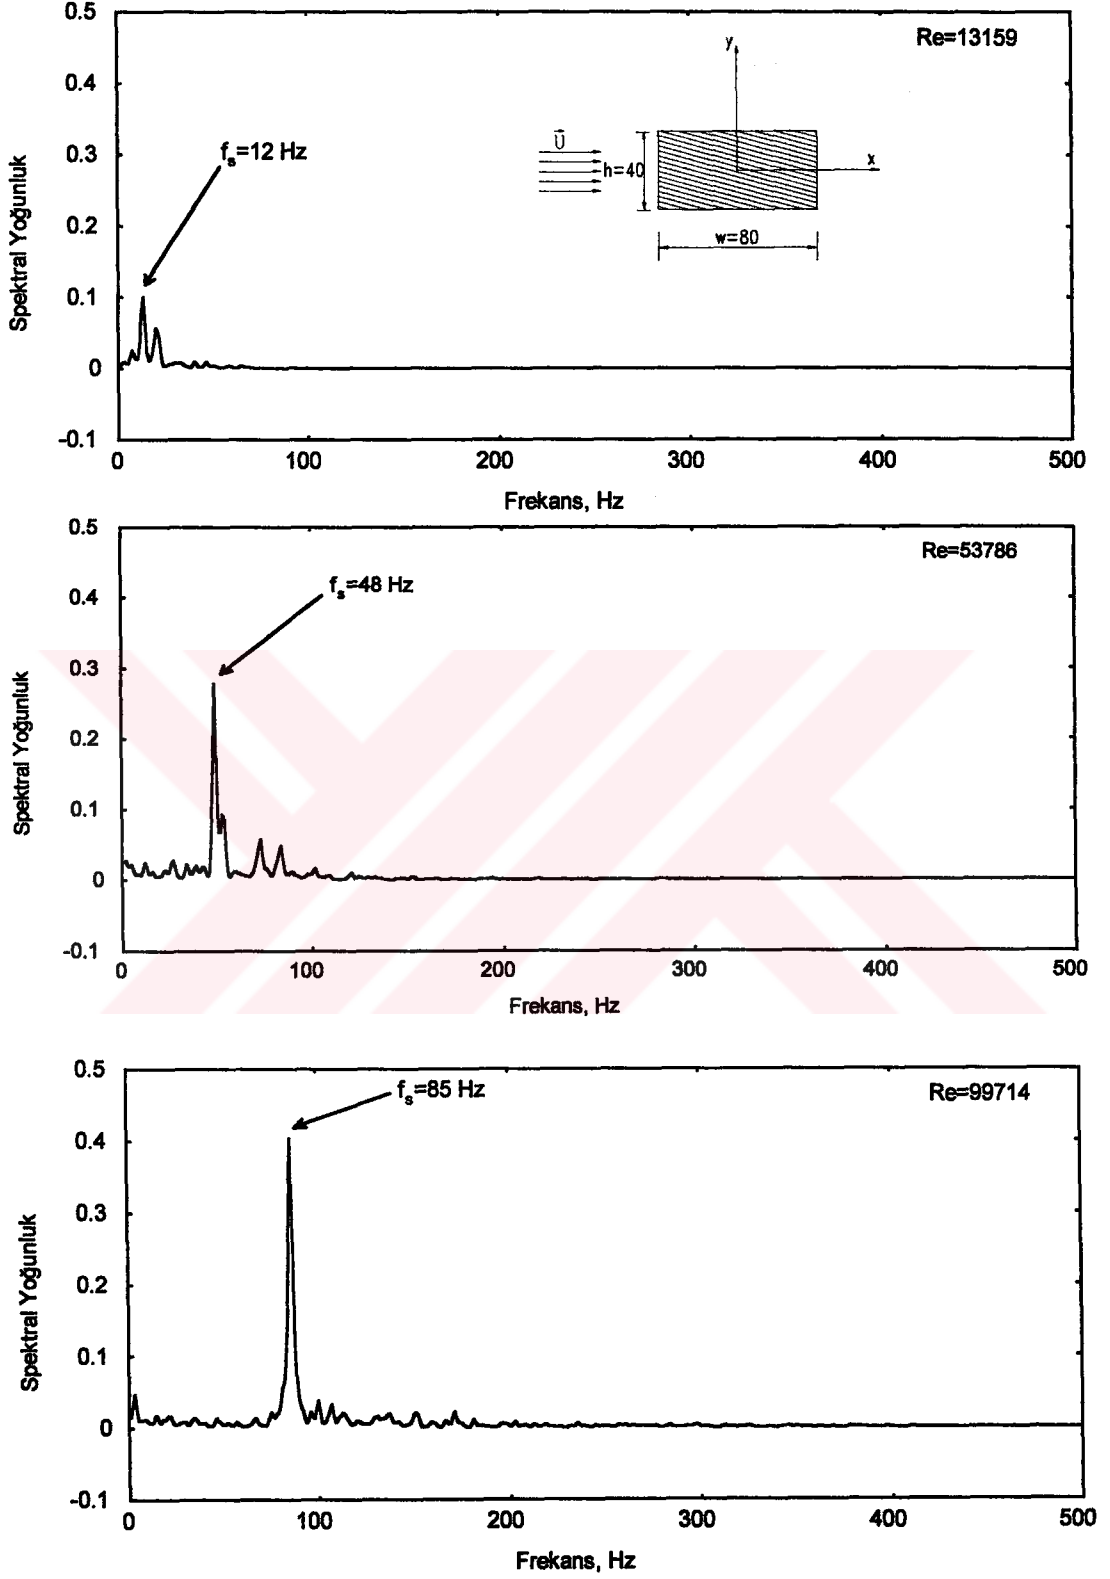 0.5
Re=13159
y
0.4
Spektral Yoğunluk
fs=12 Hz
U
0.3
h=40
x
0.2
w=80
0.1
0
-0.1
0 100 200 300 400 500
Frekans, Hz
0.5
Re=53786
fs=48 Hz
0.4
Spektral Yoğunluk
0.3
0.2
0.1
0
-0.1
0 100 200 300 400 500
Frekans, Hz
0.5
fs=85 Hz
Re=99714
0.4
Spektral Yoğunluk
0.3
0.2
0.1
0
-0.1
0 100 200 300 400 500
Frekans, Hz